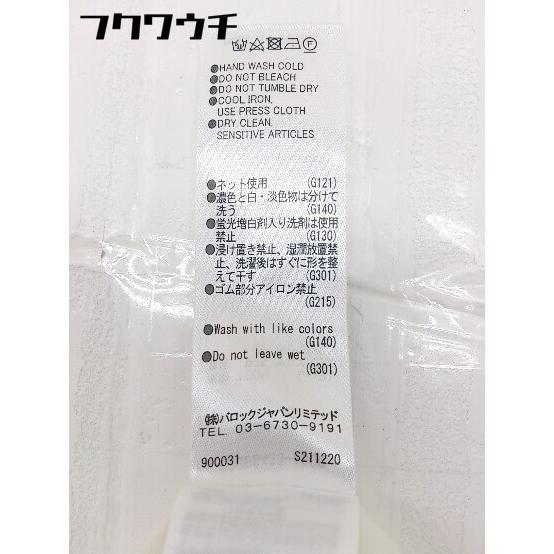 フクワウチ
F
●HAND WASH COLD
●DO NOT BLEACH
●DO NOT TUMBLE DRY
●COOL IRON,
USE PRESS CLOTH
●DRY CLEAN,
SENSITIVE ARTICLES
●ネット使用 (G121)
●濃色と白・淡色物は分けて
洗う (G140)
●蛍光増白剤入り洗剤は使用
禁止 (G130)
●浸け置き禁止、湿潤放置禁
止、洗濯後はすぐに形を整
えて干す (G301)
●ゴム部分アイロン禁止
(G215)
●Wash with like colors
(G140)
●Do not leave wet
(G301)
㈱バロックジャパンリミテッド
TEL. 03-6730-9191
900031 S211220